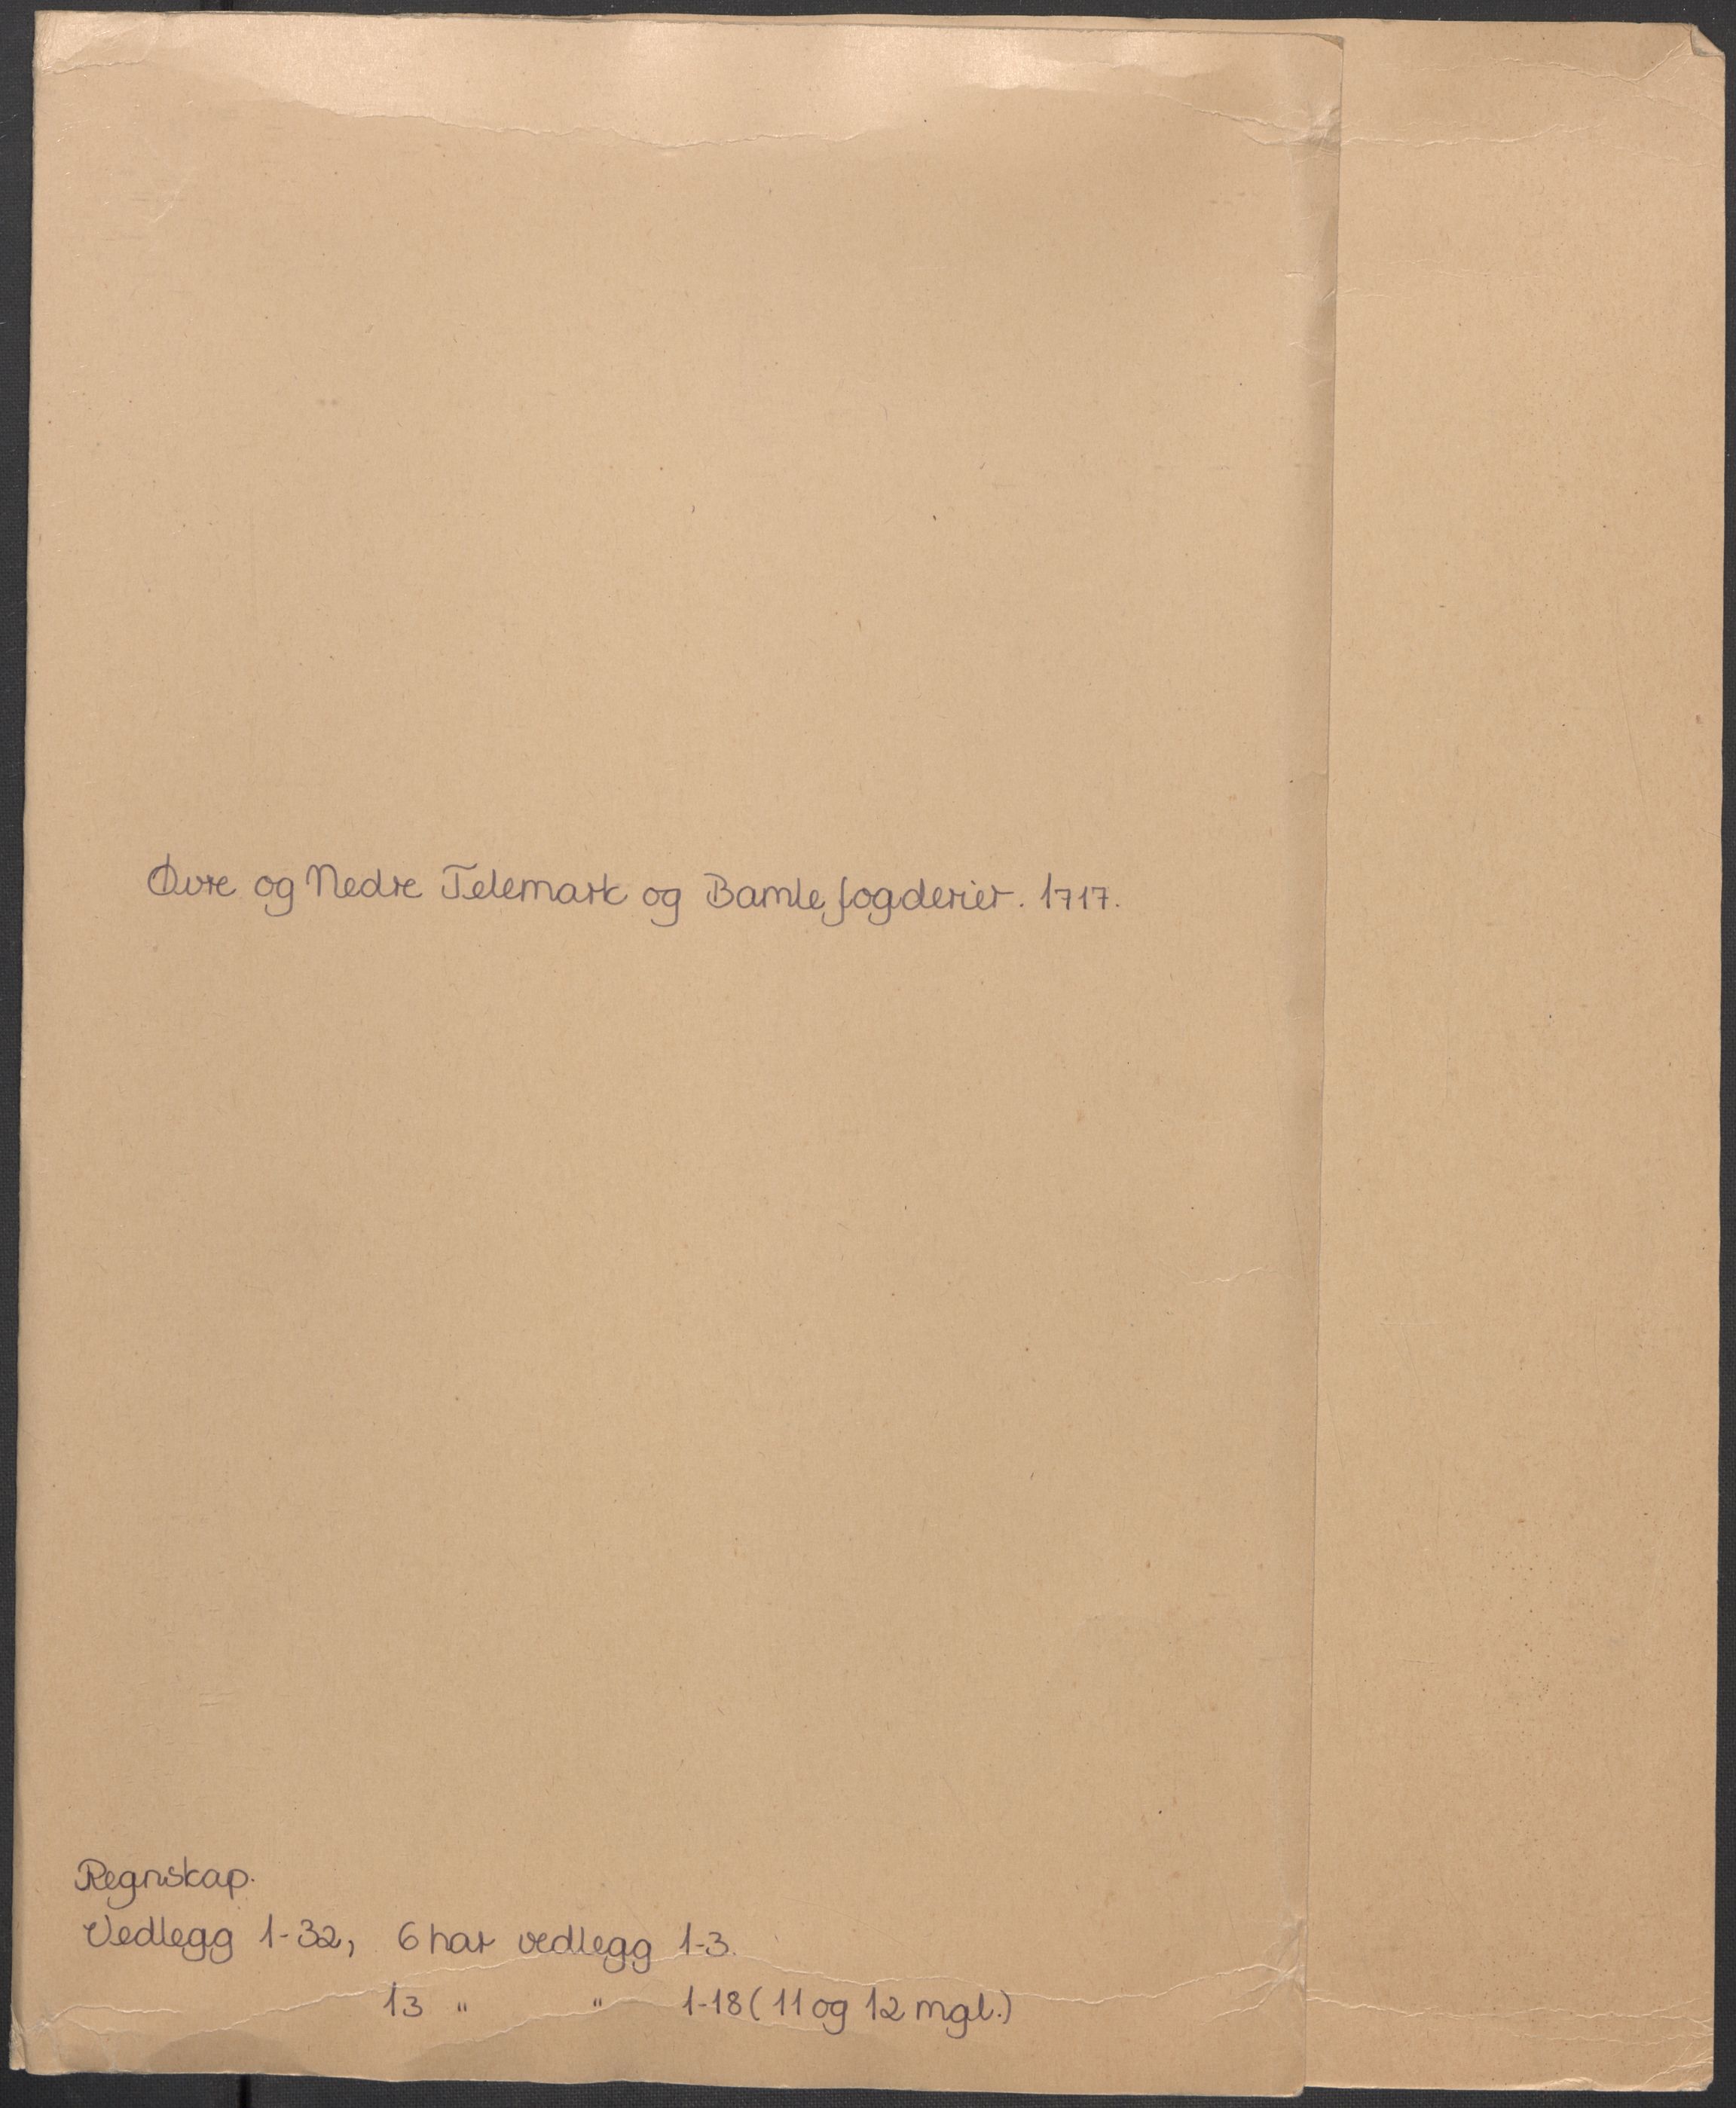 Øvre og Nedre Telemark og Bamle fogderier. 1717.
Regnskap.
Vedlegg 1-32, 6 har vedlegg 1-3.
13 " " 1-18 (11 og 12 mgl.)